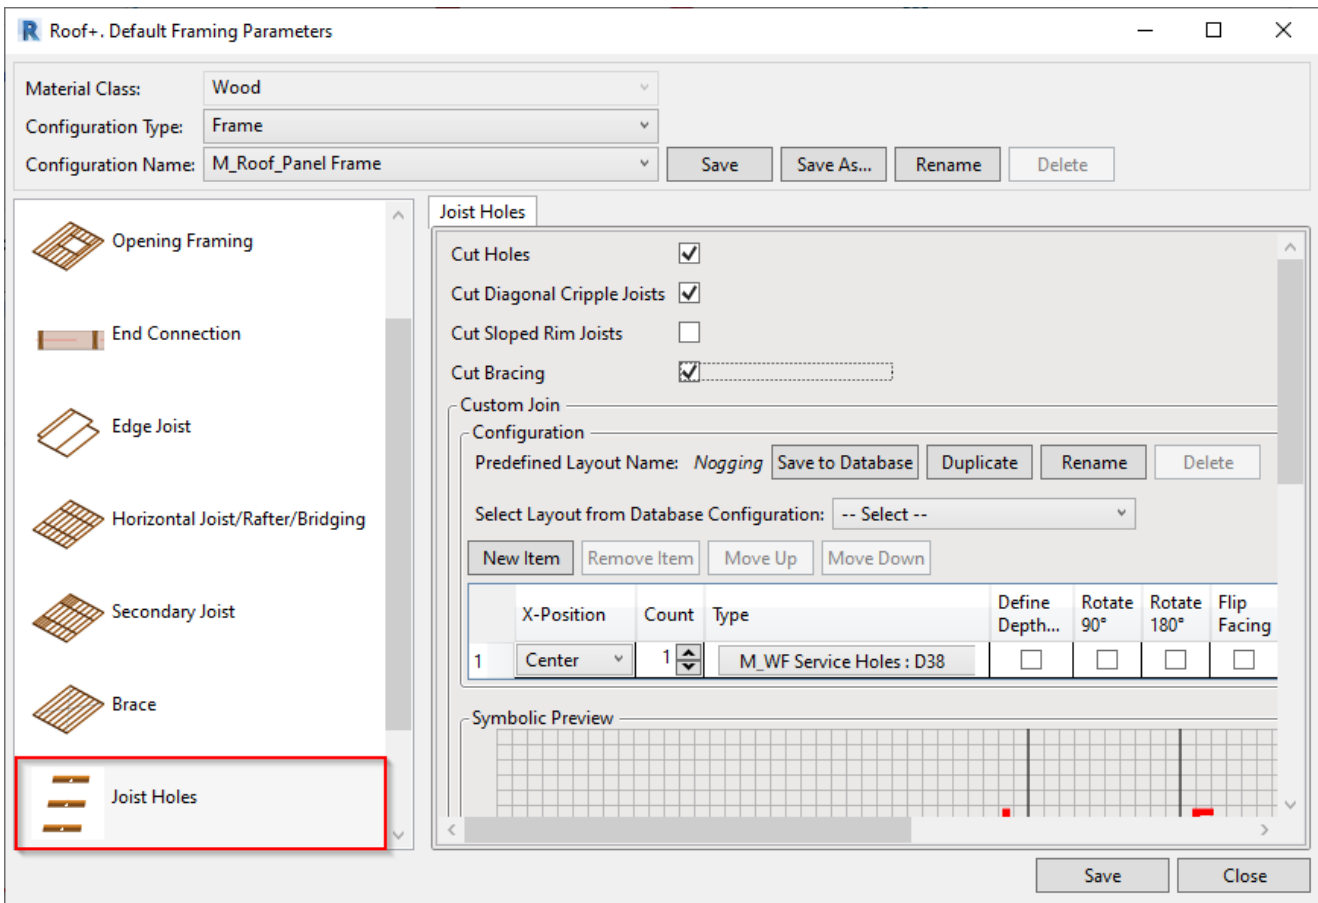 Roof+. Default Framing Parameters
Material Class: Wood
Configuration Type: Frame
Configuration Name: M_Roof_Panel Frame Save Save As... Rename Delete
Opening Framing
End Connection
Edge Joist
Horizontal Joist/Rafter/Bridging
Secondary Joist
Brace
Joist Holes
Joist Holes
Cut Holes
Cut Diagonal Cripple Joists
Cut Sloped Rim Joists
Cut Bracing
Custom Join
Configuration
Predefined Layout Name: Nogging Save to Database Duplicate Rename Delete
Select Layout from Database Configuration: -- Select --
New Item Remove Item Move Up Move Down
X-Position Count Type Define Depth... Rotate 90° Rotate 180° Flip Facing
1 Center 1 M_WF Service Holes : D38
Symbolic Preview
Save Close